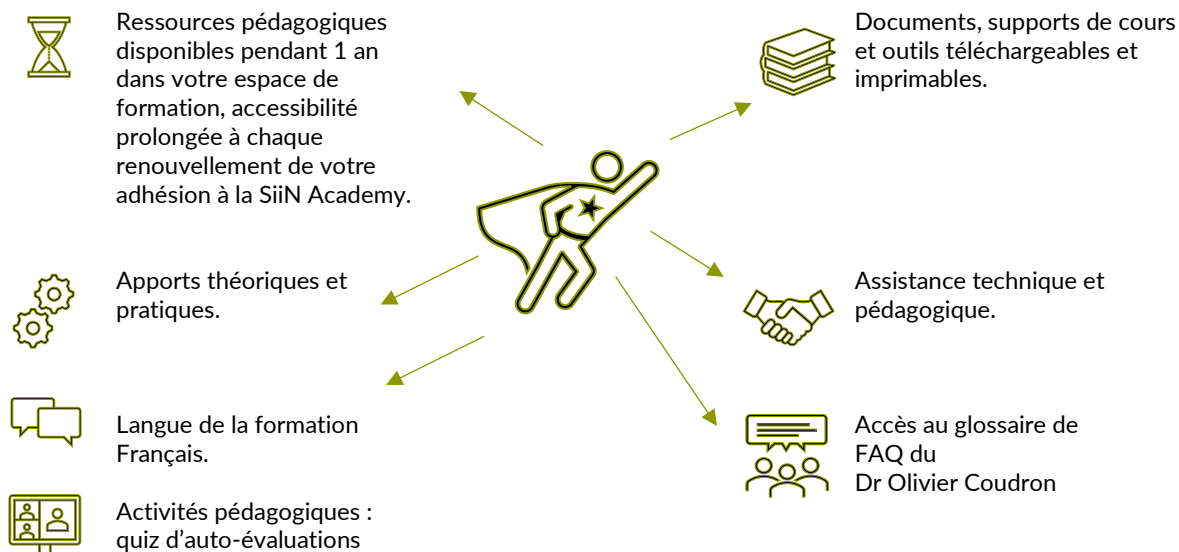 Ressources pédagogiques
disponibles pendant 1 an
dans votre espace de
formation, accessibilité
prolongée à chaque
renouvellement de votre
adhésion à la SiiN Academy.
Apports théoriques et
pratiques.
Langue de la formation
Français.
Activités pédagogiques :
quiz d’auto-évaluations
Documents, supports de cours
et outils téléchargeables et
imprimables.
Assistance technique et
pédagogique.
Accès au glossaire de
FAQ du
Dr Olivier Coudron